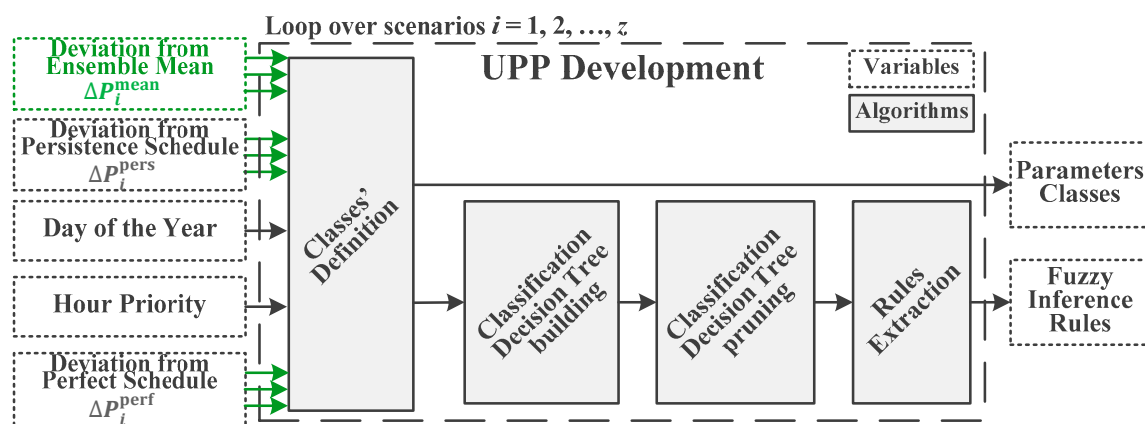 Loop over scenarios i = 1, 2, …, z
UPP Development
Deviation from
Ensemble Mean
ΔP_i^mean
Deviation from
Persistence Schedule
ΔP_i^pers
Day of the Year
Hour Priority
Deviation from
Perfect Schedule
ΔP_i^perf
Classes'
Definition
Classification
Decision Tree
building
Classification
Decision Tree
pruning
Rules
Extraction
Variables
Algorithms
Parameters
Classes
Fuzzy
Inference
Rules